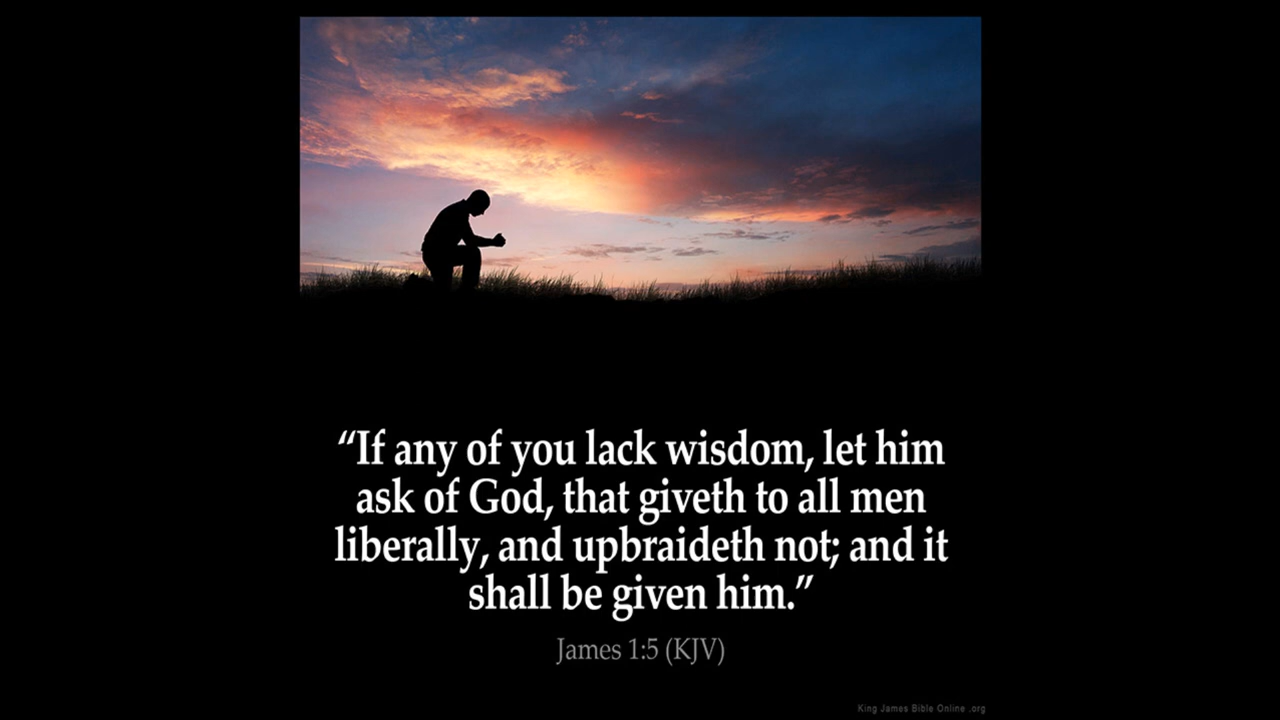 “If any of you lack wisdom, let him
ask of God, that giveth to all men
liberally, and upbraideth not; and it
shall be given him.”
James 1:5 (KJV)
King James Bible Online .org